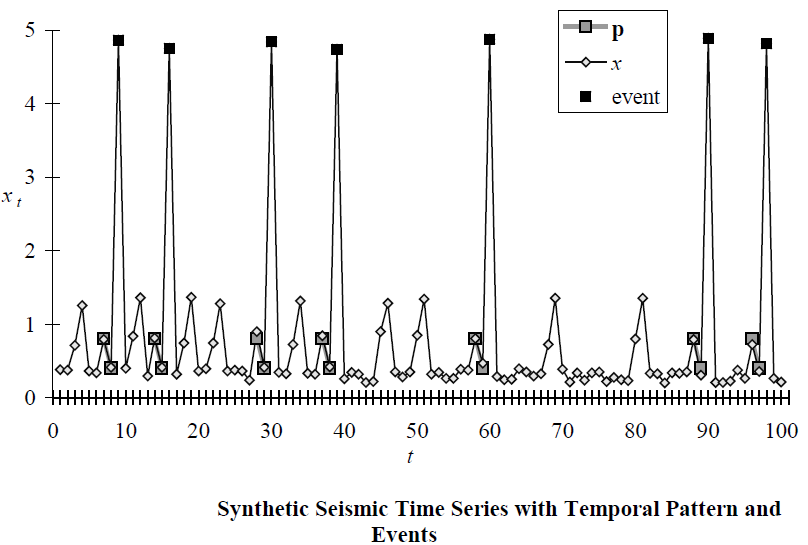 5
p
x
event
4
3
x t
2
1
0
0 10 20 30 40 50 60 70 80 90 100
t
Synthetic Seismic Time Series with Temporal Pattern and
Events